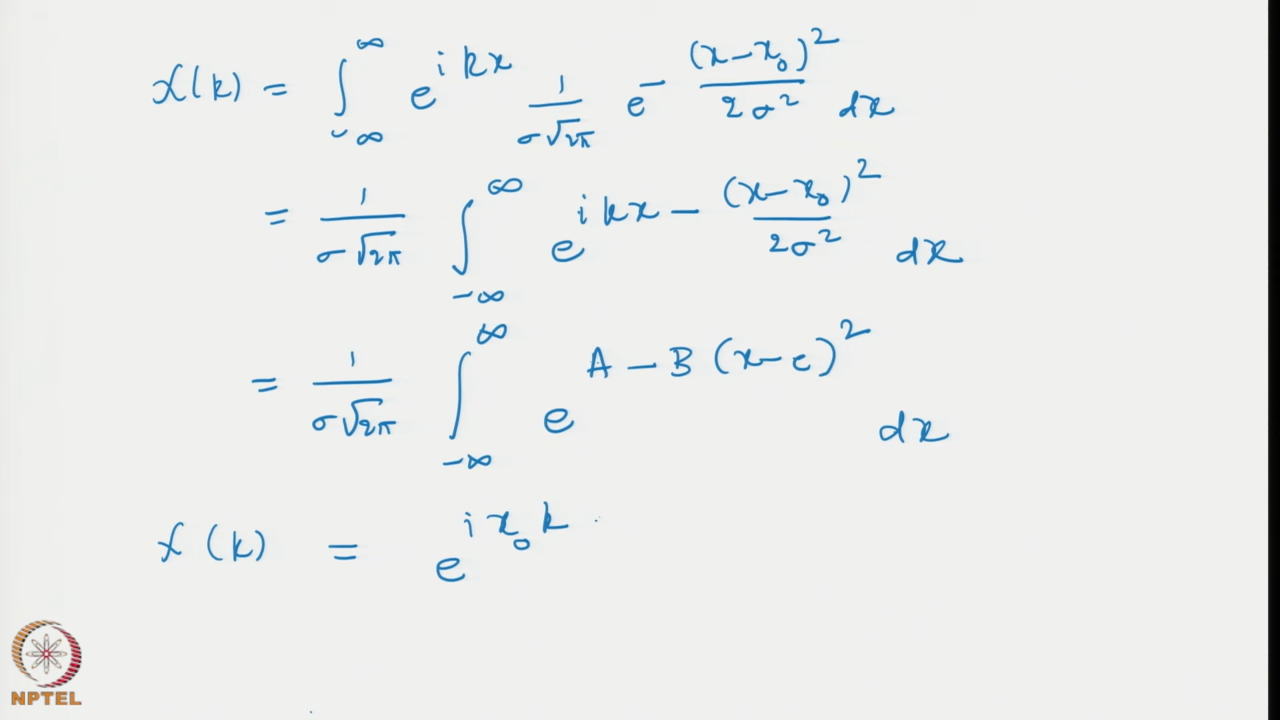 X(k) = ∫_{-∞}^{∞} e^{ikx} 1/(σ√2π) e^{-(x-x₀)²/2σ²} dx
= 1/(σ√2π) ∫_{-∞}^{∞} e^{ikx - (x-x₀)²/2σ²} dx
= 1/(σ√2π) ∫_{-∞}^{∞} e^{A - B(x-c)²} dx
X(k) = e^{i x₀ k}
NPTEL